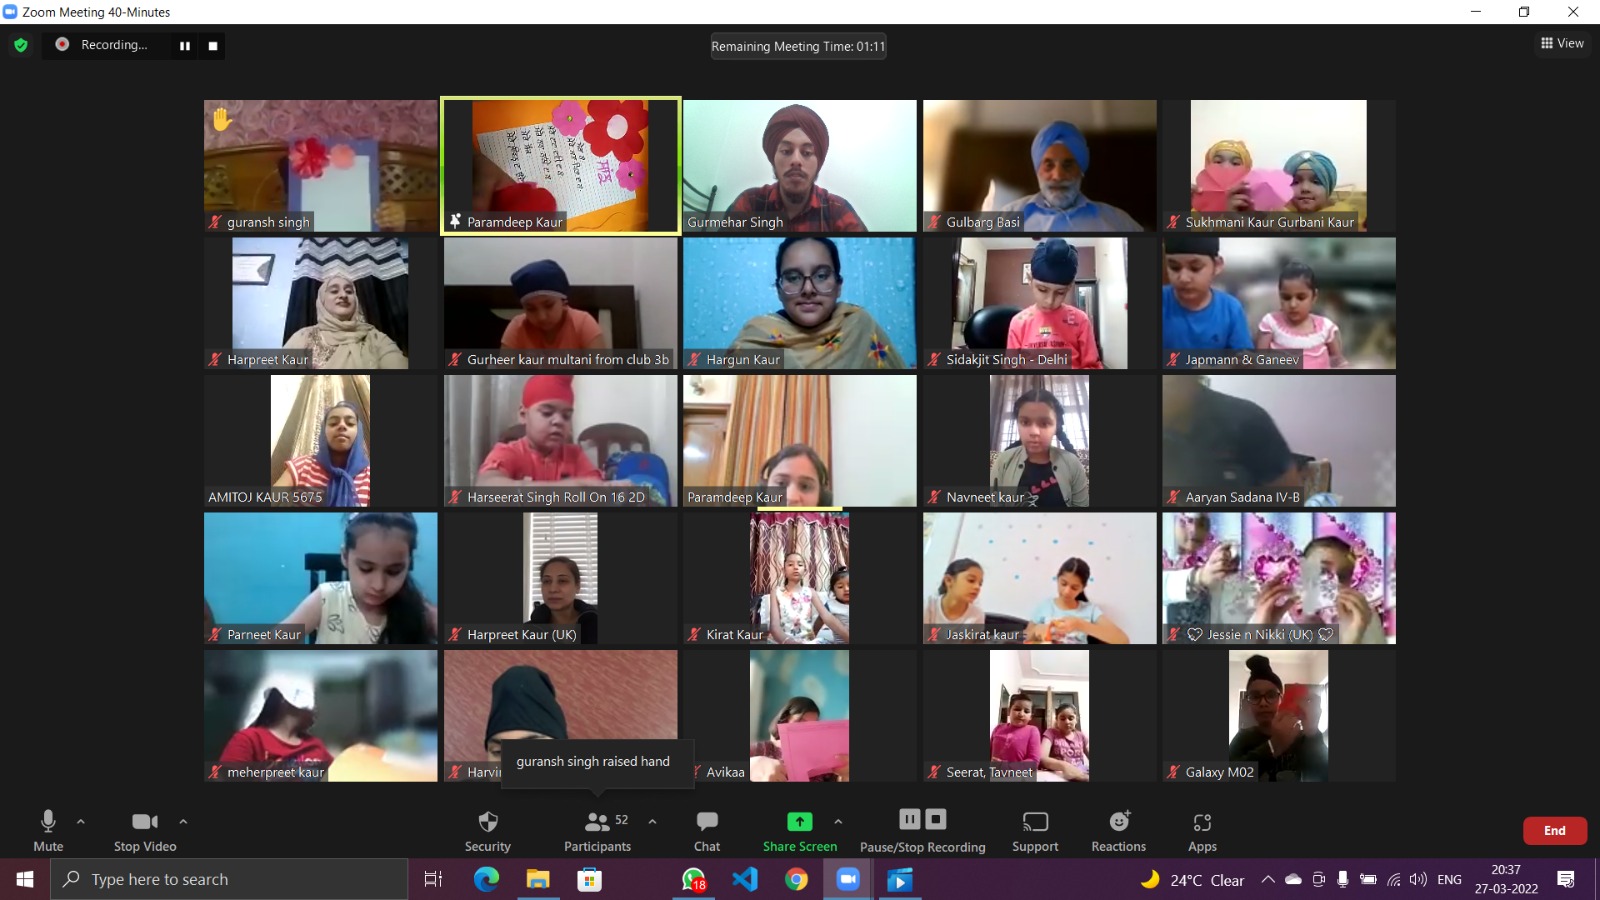 Zoom Meeting 40-Minutes
Recording...
Remaining Meeting Time: 01:11
View
guransh singh
Paramdeep Kaur
Gurmehar Singh
Gulbarg Basi
Sukhmani Kaur Gurbani Kaur
Harpreet Kaur
Gurheer kaur multani from club 3b
Hargun Kaur
Sidakjit Singh - Delhi
Japmann & Ganeev
AMITOJ KAUR 5675
Harseerat Singh Roll On 16 2D
Paramdeep Kaur
Navneet kaur
Aaryan Sadana IV-B
Parneet Kaur
Harpreet Kaur (UK)
Kirat Kaur
Jaskirat kaur
Jessie n Nikki (UK)
meherpreet kaur
Harvin
guransh singh raised hand
Avikaa
Seerat, Tavneet
Galaxy M02
Mute
Stop Video
Security
52
Participants
Chat
Share Screen
Pause/Stop Recording
Support
Reactions
Apps
End
Type here to search
18
24°C Clear
ENG
20:37
27-03-2022